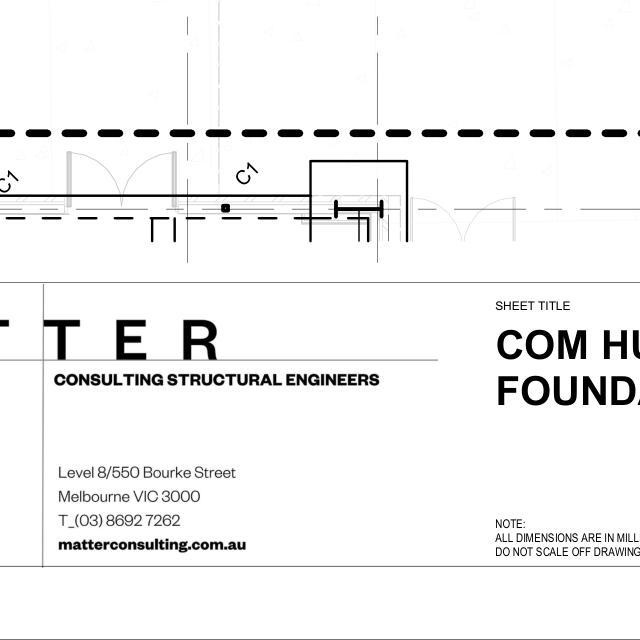 C1
C1
TTER
CONSULTING STRUCTURAL ENGINEERS
Level 8/550 Bourke Street
Melbourne VIC 3000
T_(03) 8692 7262
matterconsulting.com.au
SHEET TITLE
COM HU
FOUNDA
NOTE:
ALL DIMENSIONS ARE IN MILL
DO NOT SCALE OFF DRAWING